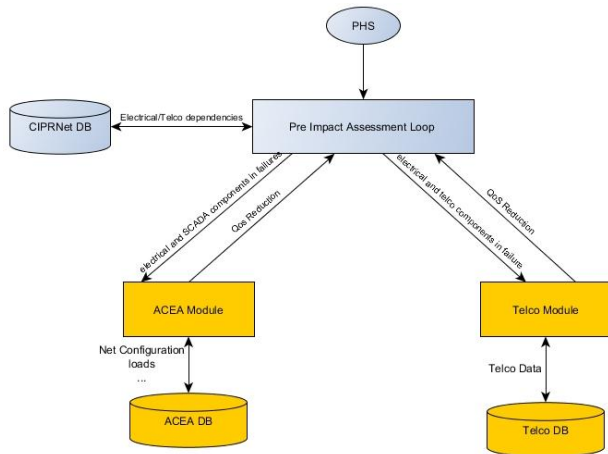 PHS
Electrical/Telco dependencies
CIPRNet DB
Pre Impact Assessment Loop
electrical and SCADA components in failures
Qos Reduction
electrical and telco components in failure
QoS Reduction
ACEA Module
Telco Module
Net Configuration
loads
...
Telco Data
ACEA DB
Telco DB